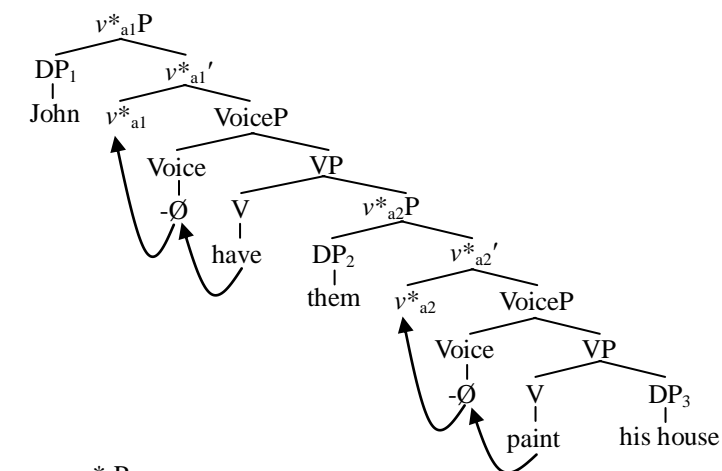 v*a1P
DP1 v*a1′
John v*a1 VoiceP
Voice VP
-Ø V v*a2P
have DP2 v*a2′
them v*a2 VoiceP
Voice VP
-Ø V DP3
paint his house